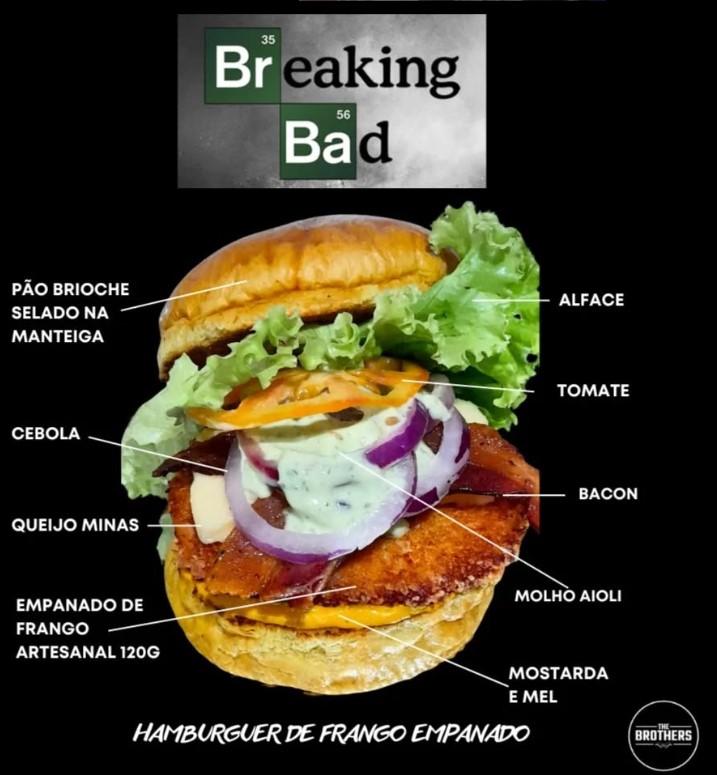 35
Breaking
56
Bad
PÃO BRIOCHE
SELADO NA
MANTEIGA
ALFACE
TOMATE
CEBOLA
BACON
QUEIJO MINAS
MOLHO AIOLI
EMPANADO DE
FRANGO
ARTESANAL 120G
MOSTARDA
E MEL
HAMBURGUER DE FRANGO EMPANADO
THE
BROTHERS